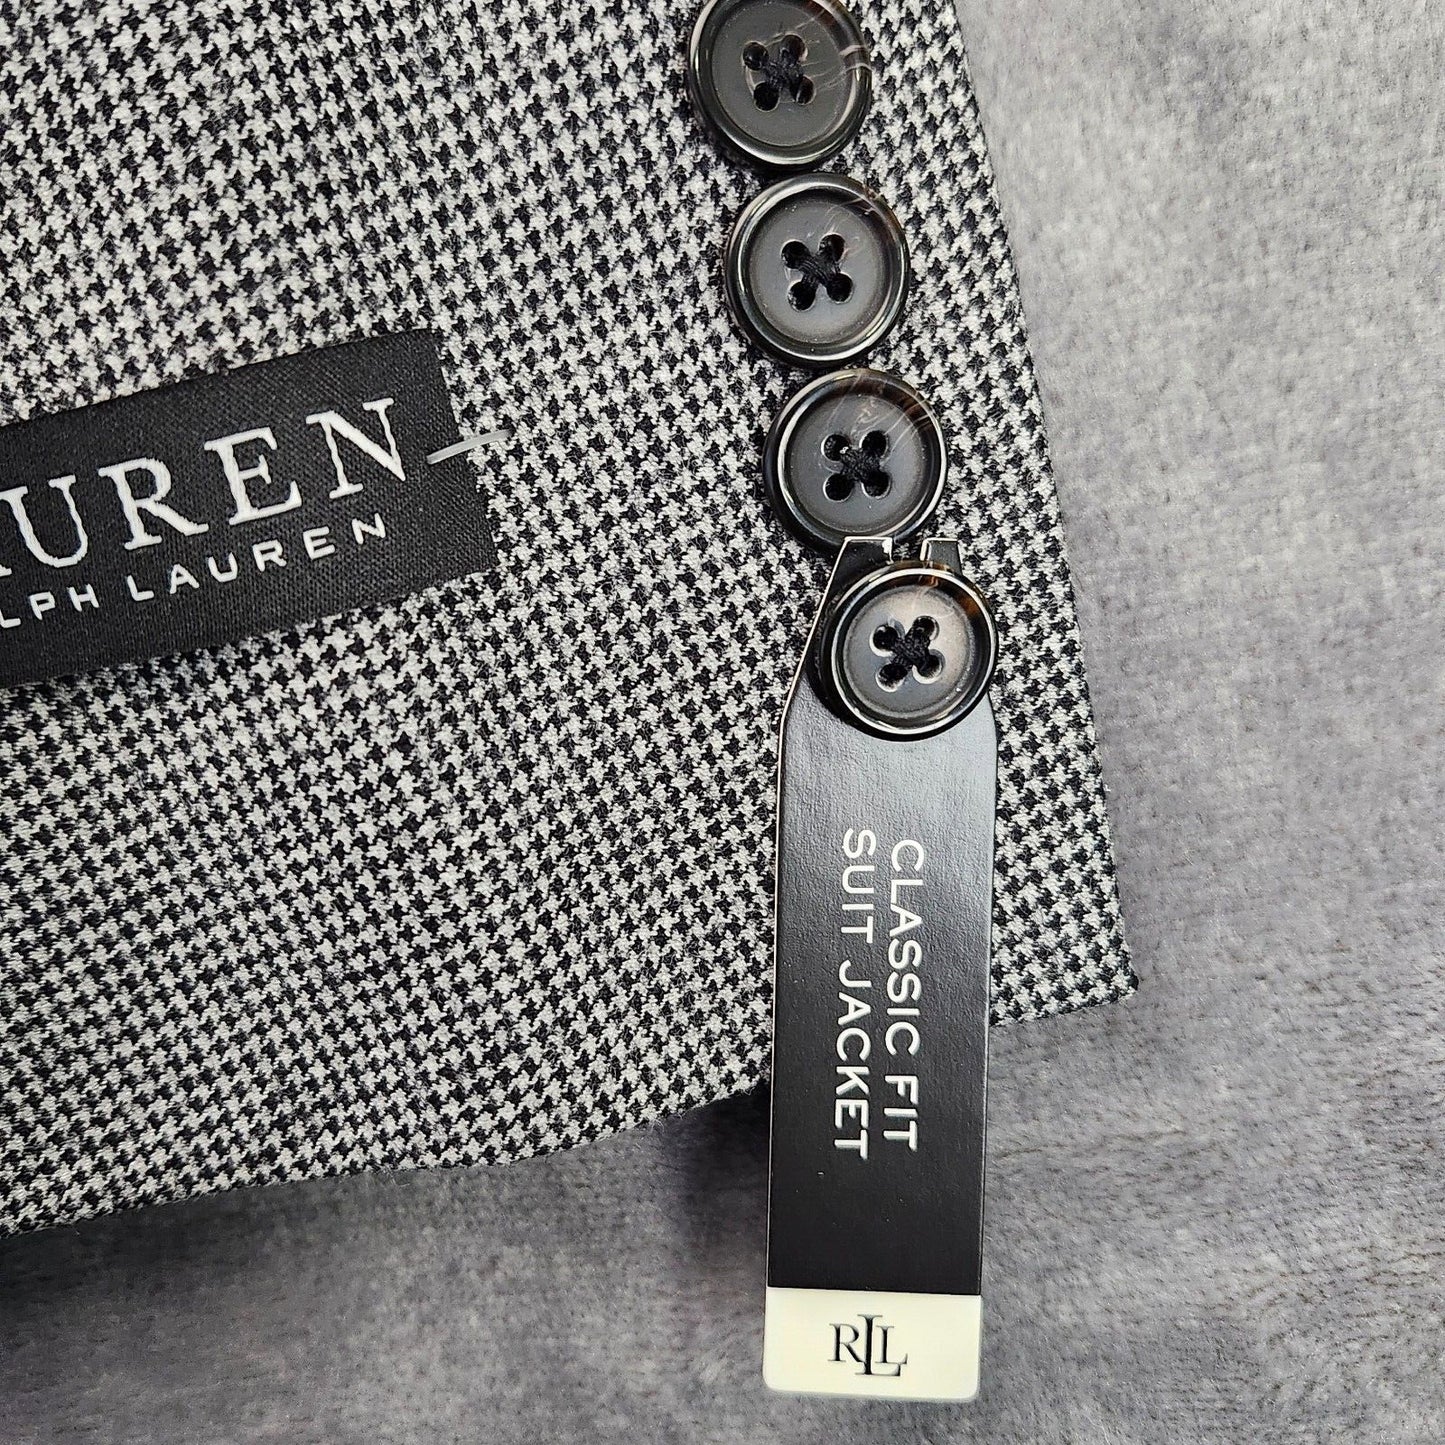 UREN
LPH LAUREN
CLASSIC FIT
SUIT JACKET
RLL